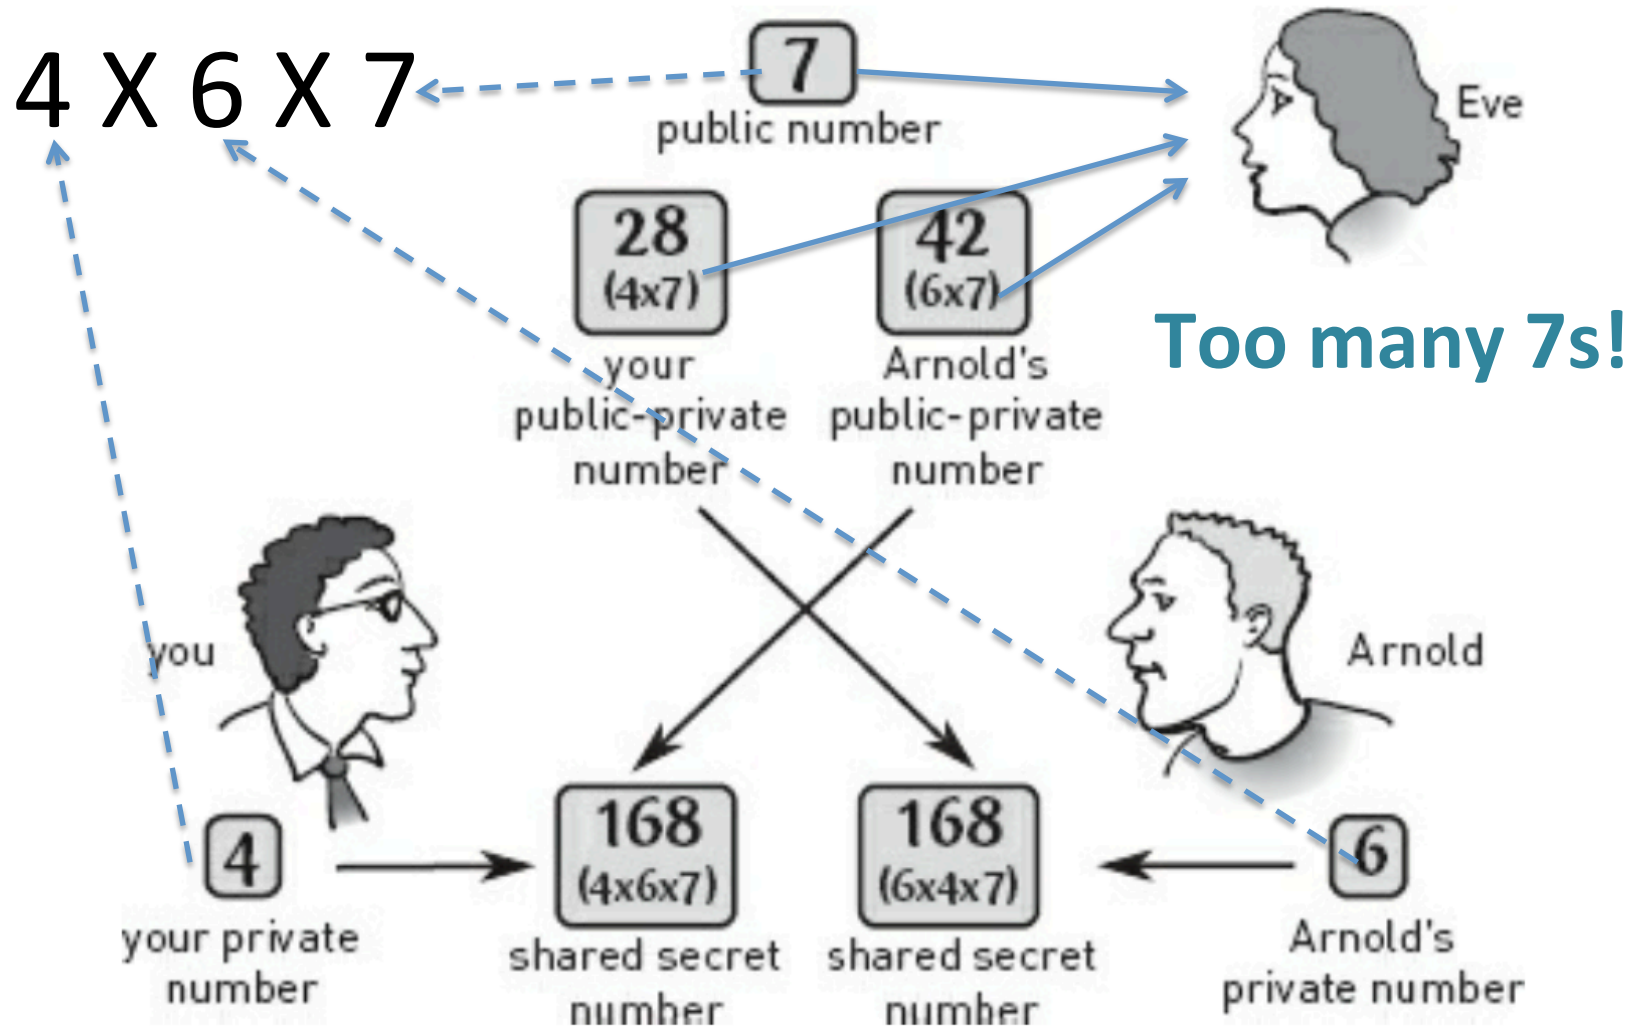 4 X 6 X 7
7
public number
Eve
28
(4x7)
your
public-private
number
42
(6x7)
Arnold's
public-private
number
Too many 7s!
you
Arnold
4
your private
number
168
(4x6x7)
shared secret
number
168
(6x4x7)
shared secret
number
6
Arnold's
private number